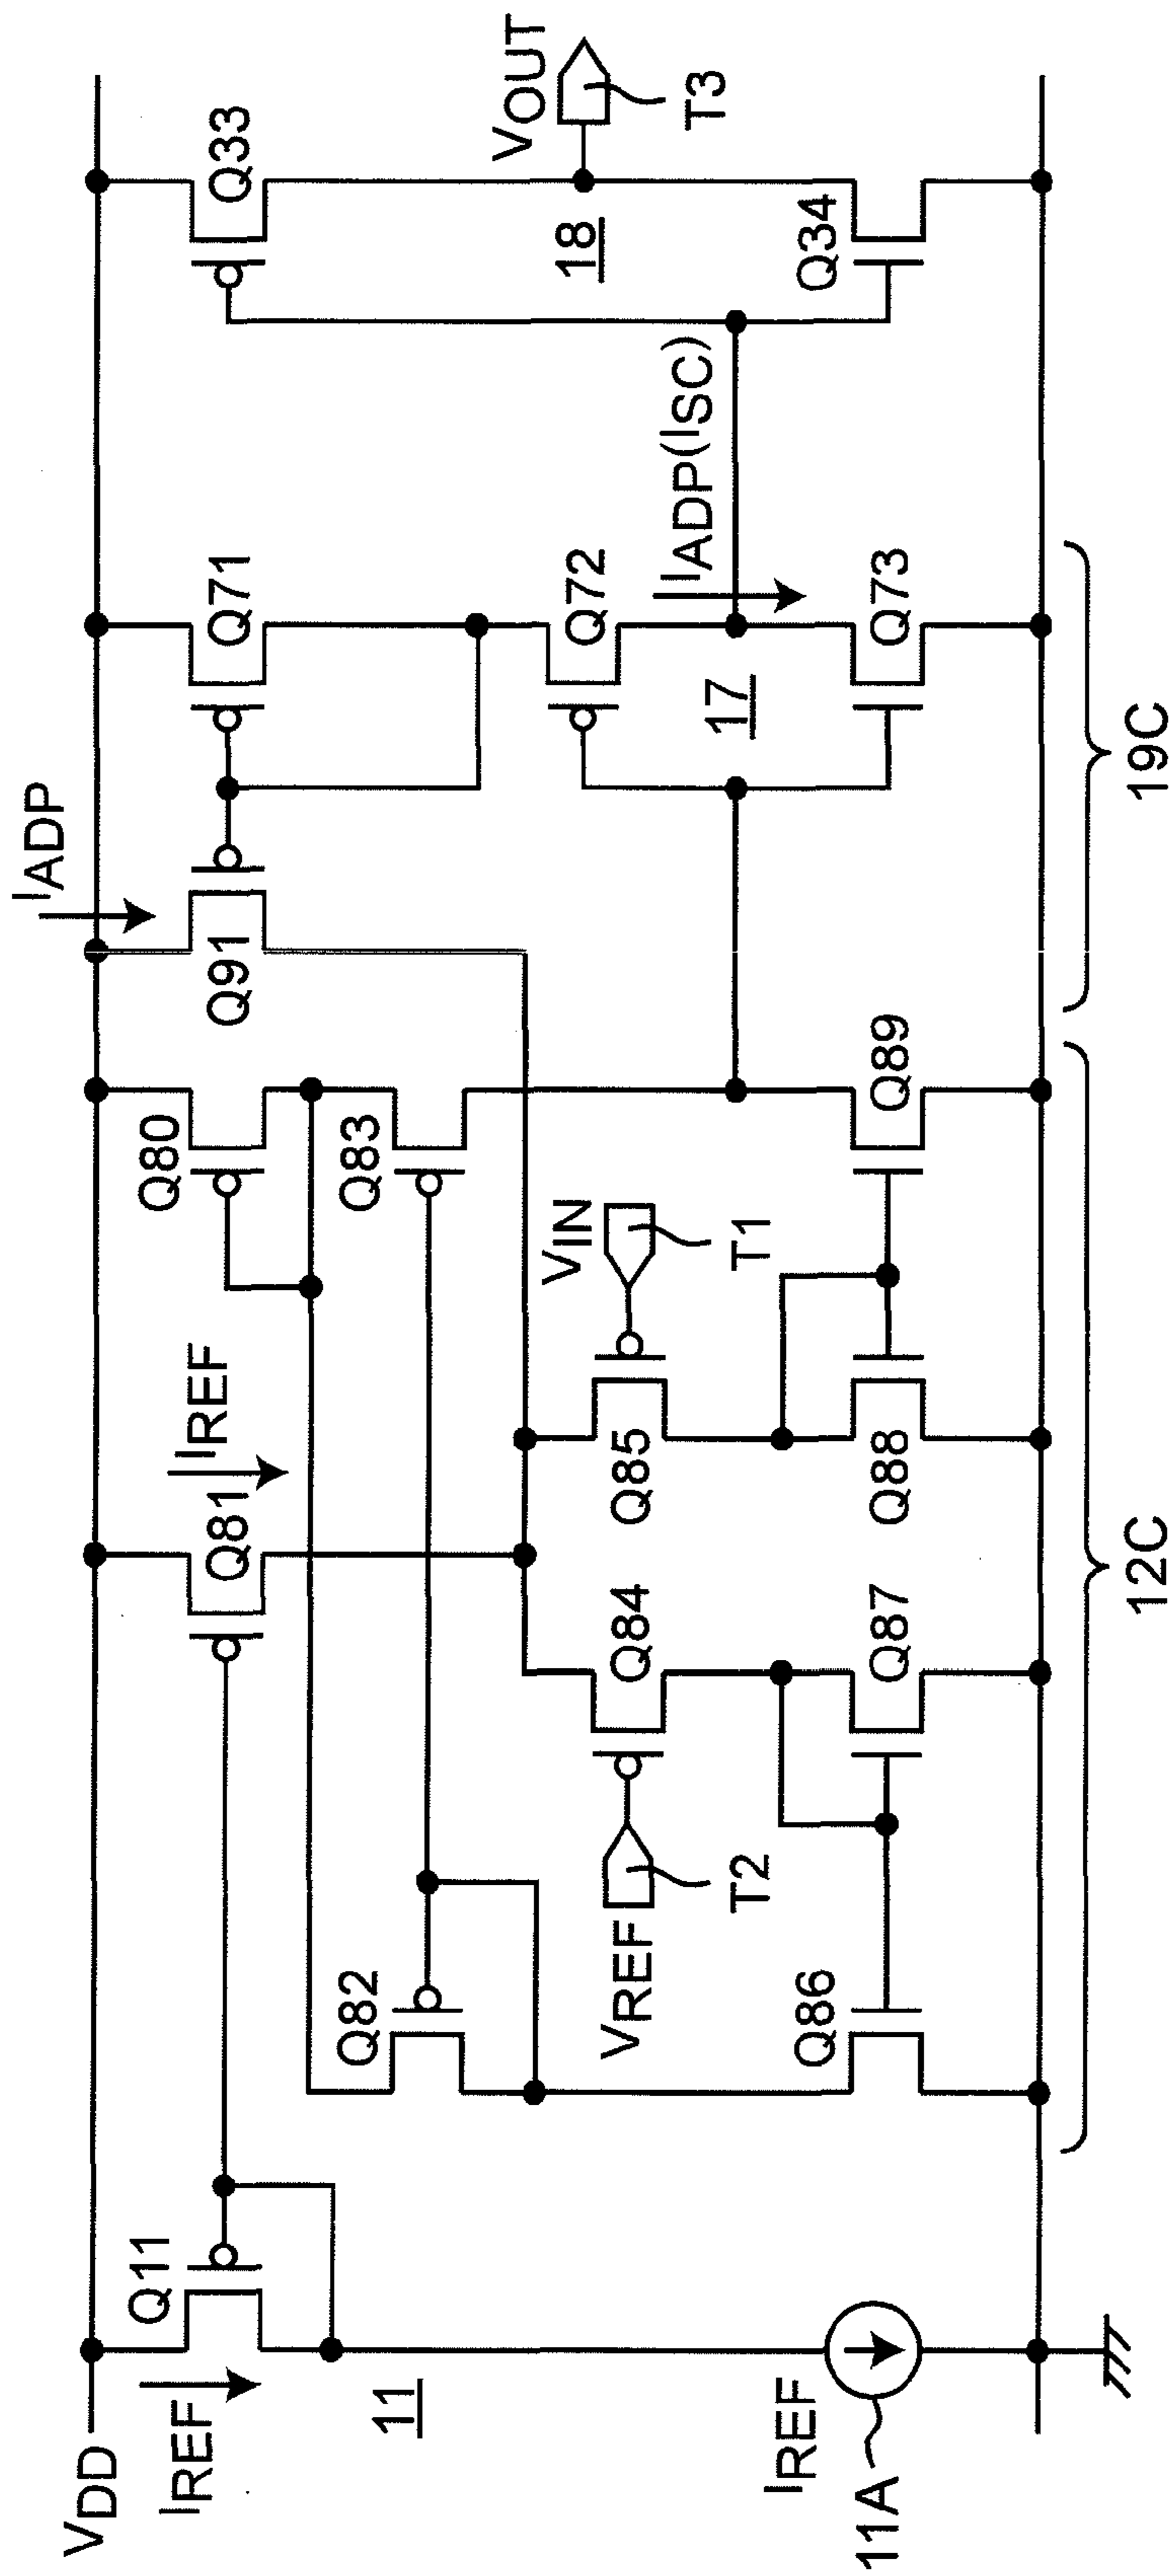 VDD
IREF
Q11
11
IREF
11A
Q82
Q86
VREF
T2
Q84
Q87
Q81
IREF
Q85
Q88
VIN
T1
Q80
Q83
Q89
12C
IADP
Q91
Q71
Q72
17
IADP(ISC)
Q73
19C
Q33
18
Q34
VOUT
T3